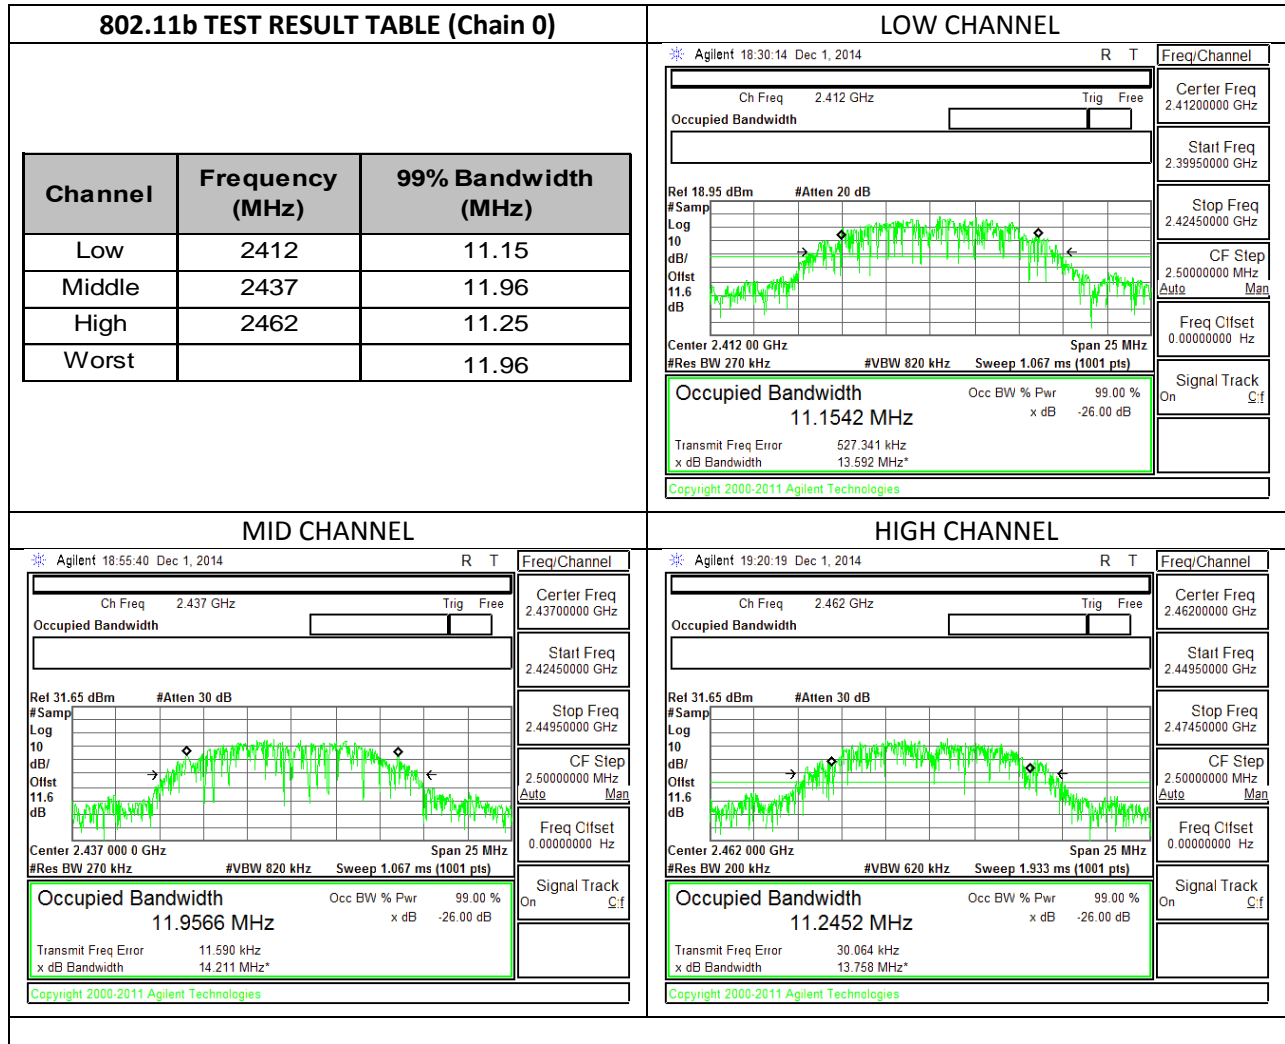 802.11b TEST RESULT TABLE (Chain 0)
Channel Frequency (MHz) 99% Bandwidth (MHz)
Low 2412 11.15
Middle 2437 11.96
High 2462 11.25
Worst 11.96
LOW CHANNEL
Agilent 18:30:14 Dec 1, 2014 R T
Ch Freq 2.412 GHz Trig Free
Occupied Bandwidth
Ref 18.95 dBm #Atten 20 dB
#Samp
Log
10
dB/
Offst
11.6
dB
Center 2.412 00 GHz Span 25 MHz
#Res BW 270 kHz #VBW 820 kHz Sweep 1.067 ms (1001 pts)
Occupied Bandwidth Occ BW % Pwr 99.00 %
11.1542 MHz x dB -26.00 dB
Transmit Freq Error 527.341 kHz
x dB Bandwidth 13.592 MHz*
Copyright 2000-2011 Agilent Technologies
Freq/Channel
Center Freq
2.41200000 GHz
Start Freq
2.39950000 GHz
Stop Freq
2.42450000 GHz
CF Step
2.50000000 MHz
Auto Man
Freq Offset
0.00000000 Hz
Signal Track
On Off
MID CHANNEL
Agilent 18:55:40 Dec 1, 2014 R T
Ch Freq 2.437 GHz Trig Free
Occupied Bandwidth
Ref 31.65 dBm #Atten 30 dB
#Samp
Log
10
dB/
Offst
11.6
dB
Center 2.437 000 0 GHz Span 25 MHz
#Res BW 270 kHz #VBW 820 kHz Sweep 1.067 ms (1001 pts)
Occupied Bandwidth Occ BW % Pwr 99.00 %
11.9566 MHz x dB -26.00 dB
Transmit Freq Error 11.590 kHz
x dB Bandwidth 14.211 MHz*
Copyright 2000-2011 Agilent Technologies
Freq/Channel
Center Freq
2.43700000 GHz
Start Freq
2.42450000 GHz
Stop Freq
2.44950000 GHz
CF Step
2.50000000 MHz
Auto Man
Freq Offset
0.00000000 Hz
Signal Track
On Off
HIGH CHANNEL
Agilent 19:20:19 Dec 1, 2014 R T
Ch Freq 2.462 GHz Trig Free
Occupied Bandwidth
Ref 31.65 dBm #Atten 30 dB
#Samp
Log
10
dB/
Offst
11.6
dB
Center 2.462 000 GHz Span 25 MHz
#Res BW 200 kHz #VBW 620 kHz Sweep 1.933 ms (1001 pts)
Occupied Bandwidth Occ BW % Pwr 99.00 %
11.2452 MHz x dB -26.00 dB
Transmit Freq Error 30.064 kHz
x dB Bandwidth 13.758 MHz*
Copyright 2000-2011 Agilent Technologies
Freq/Channel
Center Freq
2.46200000 GHz
Start Freq
2.44950000 GHz
Stop Freq
2.47450000 GHz
CF Step
2.50000000 MHz
Auto Man
Freq Offset
0.00000000 Hz
Signal Track
On Off